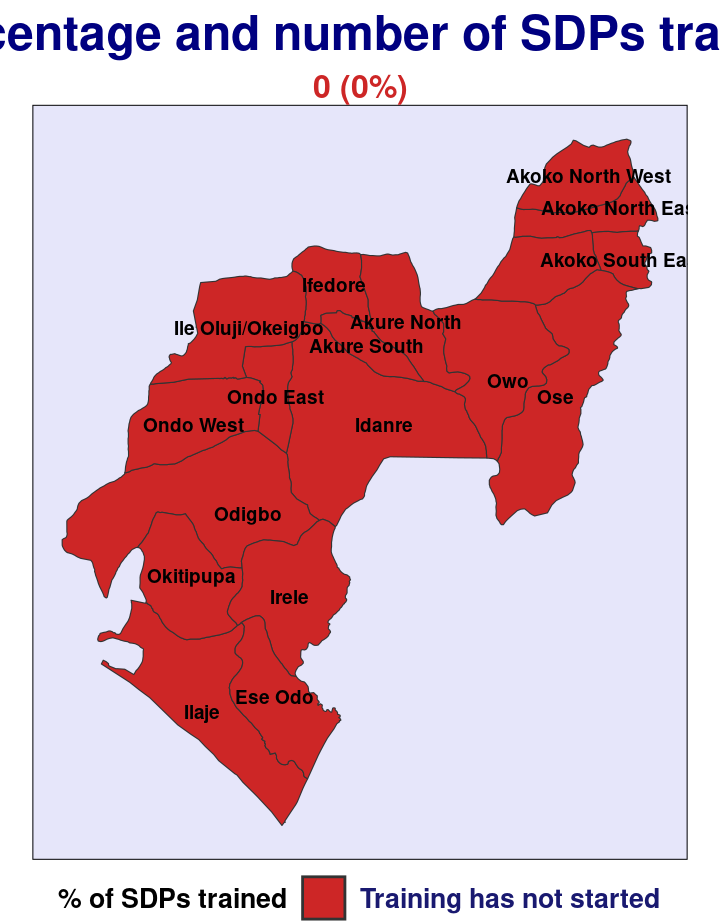 centage and number of SDPs tra
0 (0%)
Akoko North West
Akoko North Eas
Akoko South Ea
Ifedore
Ile Oluji/Okeigbo
Akure North
Akure South
Owo
Ondo East
Ose
Ondo West
Idanre
Odigbo
Okitipupa
Irele
Ese Odo
Ilaje
% of SDPs trained
Training has not started